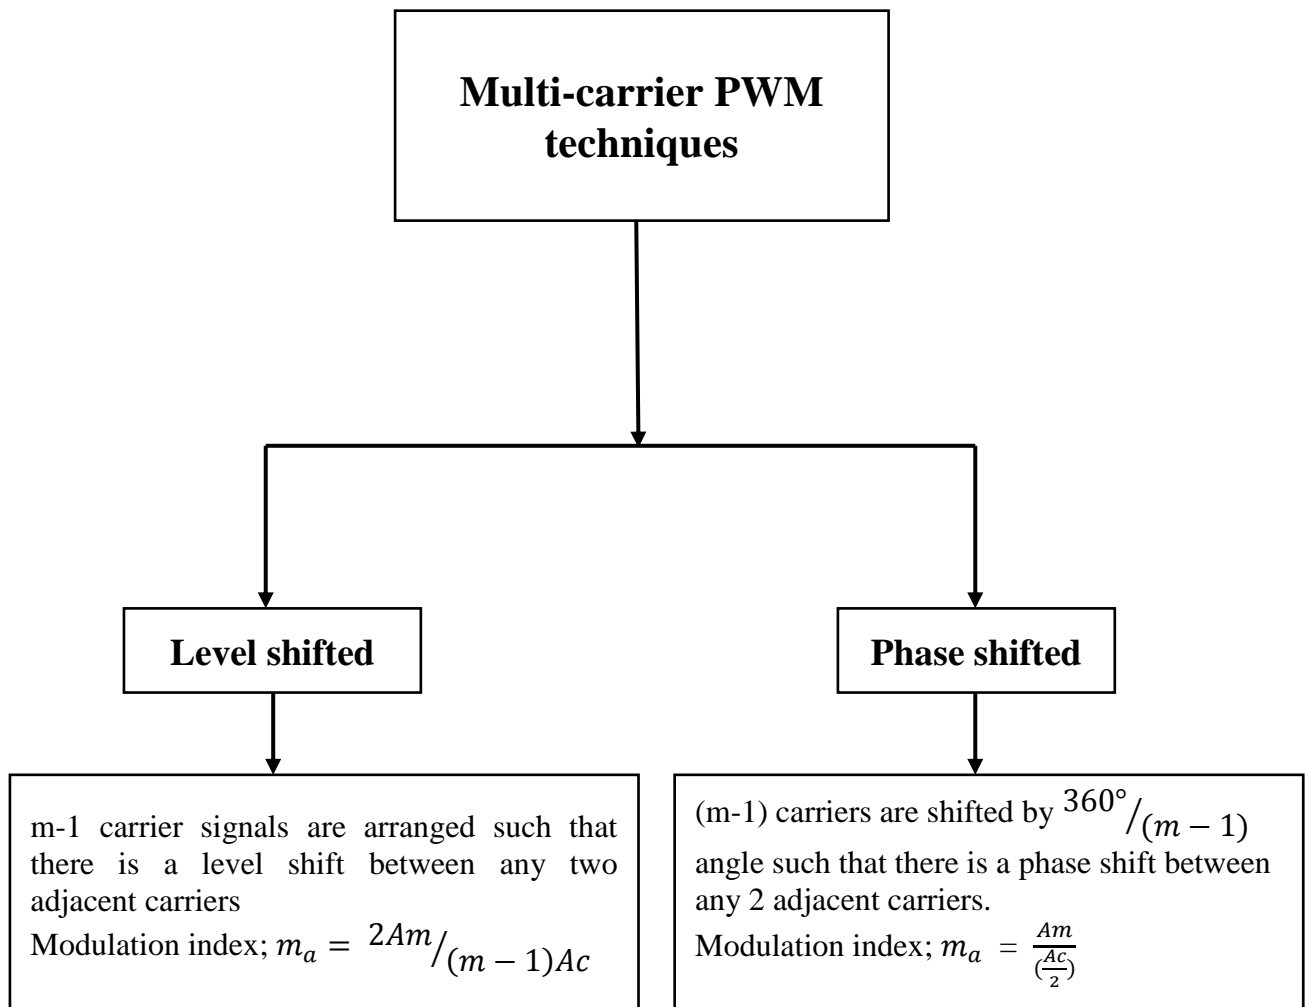 Multi-carrier PWM
techniques
Level shifted
Phase shifted
m-1 carrier signals are arranged such that
there is a level shift between any two
adjacent carriers
Modulation index; mₐ = 2Am/(m − 1)Ac
(m-1) carriers are shifted by 360°/(m − 1)
angle such that there is a phase shift between
any 2 adjacent carriers.
Modulation index; mₐ = Am/(Ac/2)